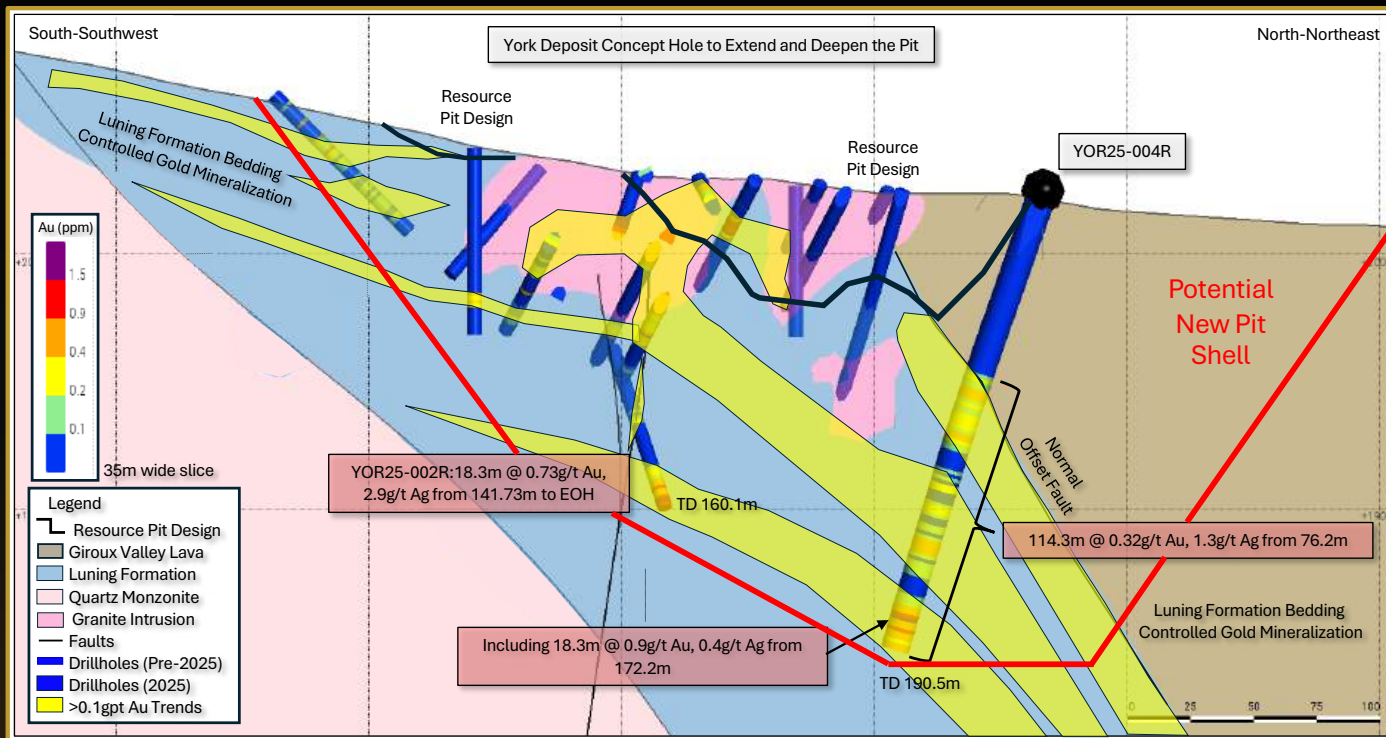 South-Southwest
York Deposit Concept Hole to Extend and Deepen the Pit
North-Northeast
Resource
Pit Design
Luning Formation Bedding
Controlled Gold Mineralization
Resource
Pit Design
YOR25-004R
Au (ppm)
1.5
0.9
0.4
0.2
0.1
35m wide slice
Potential
New Pit
Shell
Normal
Offset Fault
YOR25-002R:18.3m @ 0.73g/t Au,
2.9g/t Ag from 141.73m to EOH
TD 160.1m
114.3m @ 0.32g/t Au, 1.3g/t Ag from 76.2m
Legend
Resource Pit Design
Giroux Valley Lava
Luning Formation
Quartz Monzonite
Granite Intrusion
Faults
Drillholes (Pre-2025)
Drillholes (2025)
>0.1gpt Au Trends
Including 18.3m @ 0.9g/t Au, 0.4g/t Ag from
172.2m
TD 190.5m
Luning Formation Bedding
Controlled Gold Mineralization
0 25 50 75 100